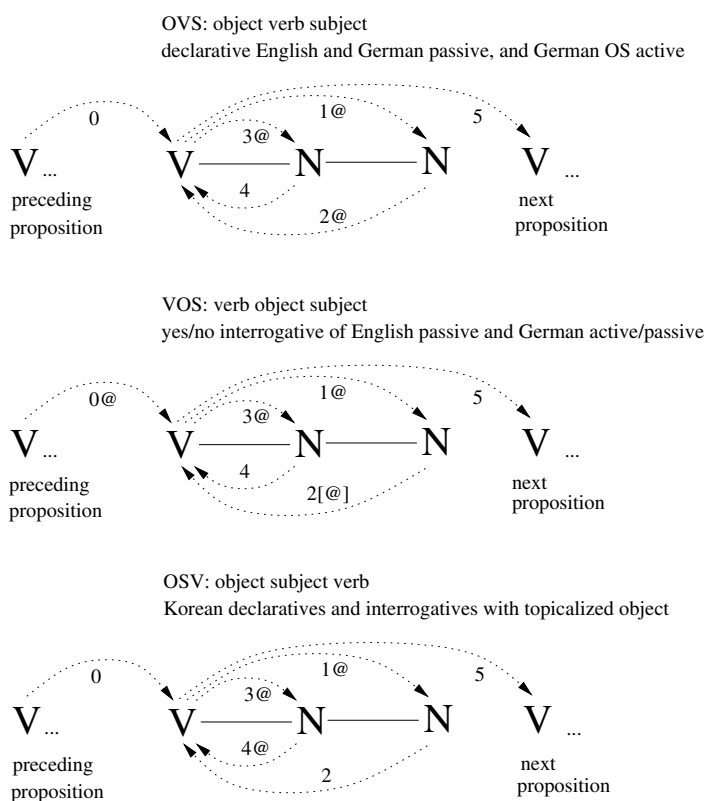 OVS: object verb subject
declarative English and German passive, and German OS active
0 1@ 5
3@
V... V N N V ...
4
preceding next
2@
proposition proposition
VOS: verb object subject
yes/no interrogative of English passive and German active/passive
0@ 1@ 5
3@
V... V N N V ...
4
preceding next
2[@]
proposition proposition
OSV: object subject verb
Korean declaratives and interrogatives with topicalized object
0 1@ 5
3@
V... V N N V ...
4@
preceding next
2
proposition proposition